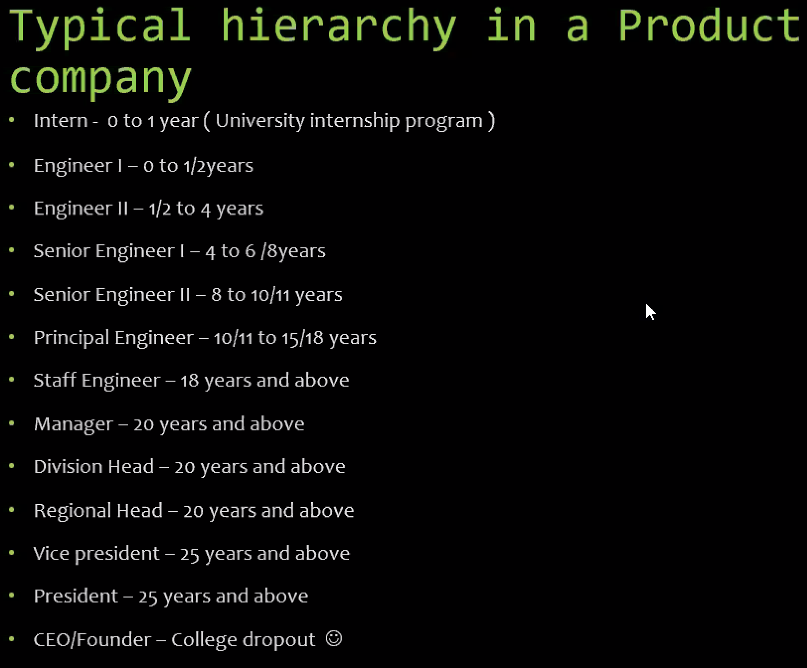 Typical hierarchy in a Product
company
• Intern - 0 to 1 year ( University internship program )
• Engineer I – 0 to 1/2years
• Engineer II – 1/2 to 4 years
• Senior Engineer I – 4 to 6 /8years
• Senior Engineer II – 8 to 10/11 years
• Principal Engineer – 10/11 to 15/18 years
• Staff Engineer – 18 years and above
• Manager – 20 years and above
• Division Head – 20 years and above
• Regional Head – 20 years and above
• Vice president – 25 years and above
• President – 25 years and above
• CEO/Founder – College dropout ☺